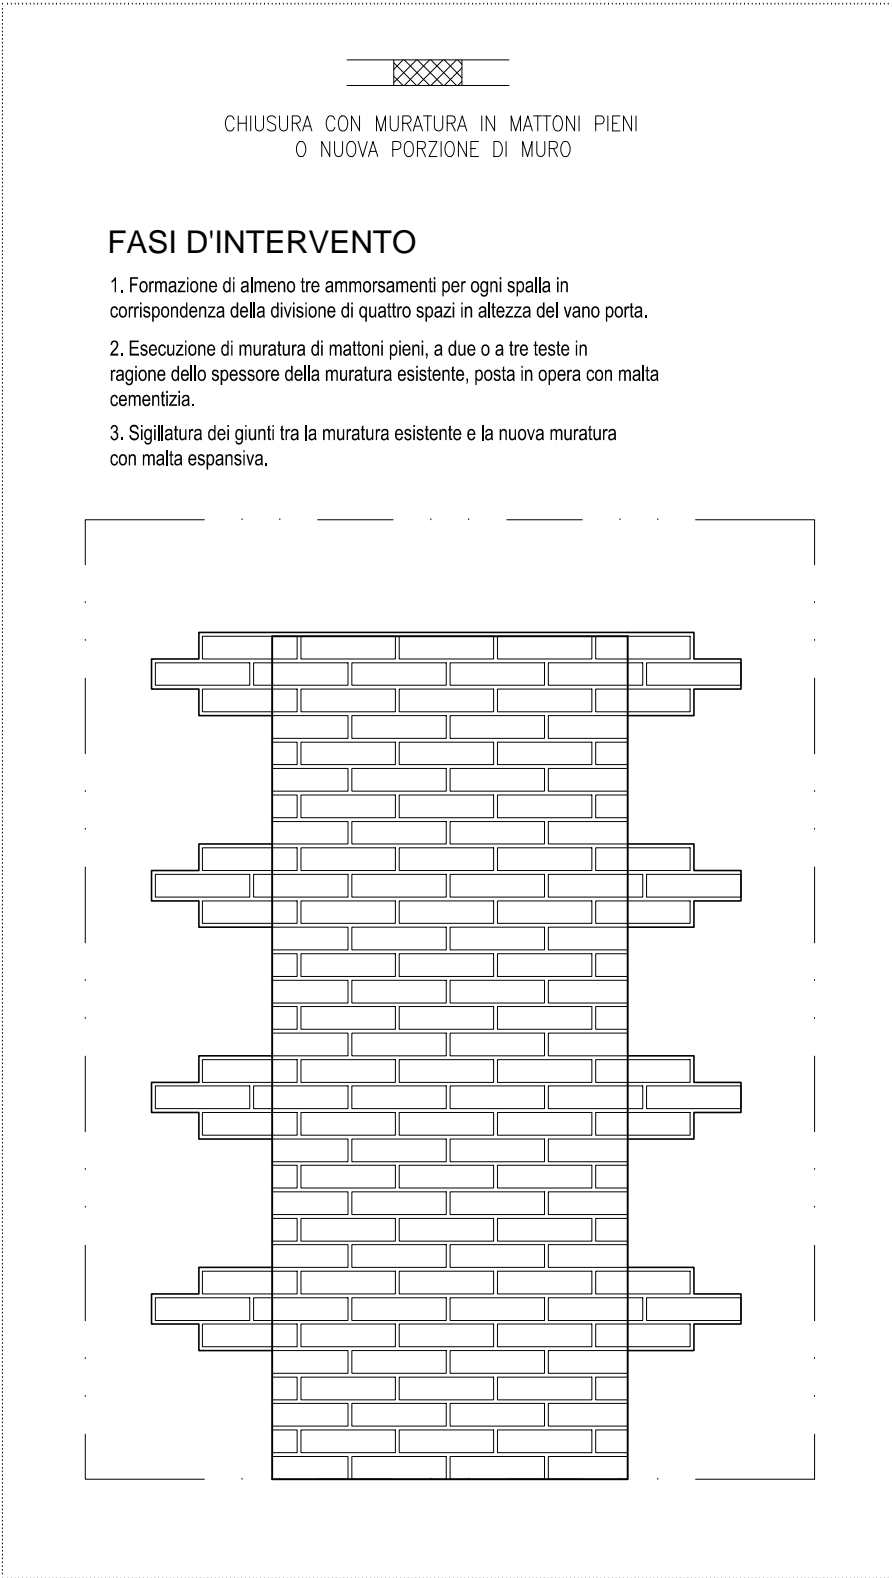 CHIUSURA CON MURATURA IN MATTONI PIENI
O NUOVA PORZIONE DI MURO
FASI D'INTERVENTO
1. Formazione di almeno tre ammorsamenti per ogni spalla in
corrispondenza della divisione di quattro spazi in altezza del vano porta.
2. Esecuzione di muratura di mattoni pieni, a due o a tre teste in
ragione dello spessore della muratura esistente, posta in opera con malta
cementizia.
3. Sigillatura dei giunti tra la muratura esistente e la nuova muratura
con malta espansiva.